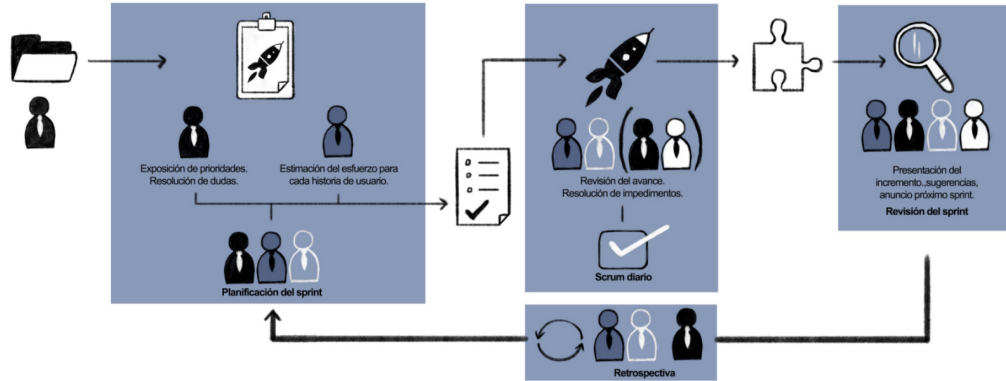 Exposición de prioridades.
Resolución de dudas.
Estimación del esfuerzo para
cada historia de usuario.
Planificación del sprint
Revisión del avance.
Resolución de impedimentos.
Scrum diario
Presentación del
incremento.,sugerencias,
anuncio próximo sprint.
Revisión del sprint
Retrospectiva